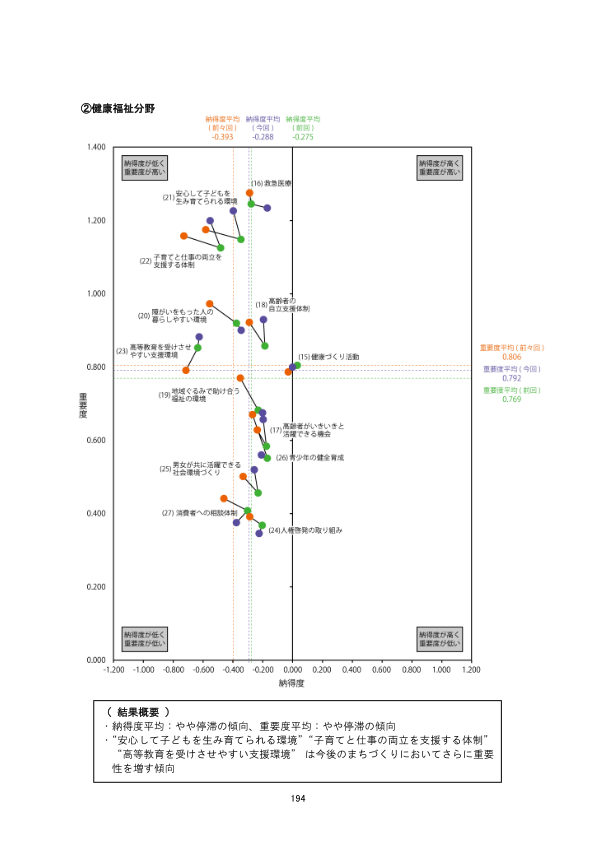 ②健康福祉分野
納得度平均 納得度平均 納得度平均
（前々回） （今回） （前回）
-0.393 -0.288 -0.275
1.400
納得度が低く
重要度が高い
納得度が高く
重要度が高い
(16) 救急医療
(21) 安心して子どもを
生み育てられる環境
1.200
(22) 子育てと仕事の両立を
支援する体制
1.000
(18) 高齢者の
自立支援体制
(20) 障がいをもった人の
暮らしやすい環境
(23) 高等教育を受けさせ
やすい支援環境
(15) 健康づくり活動
重要度平均（前々回）
0.806
重要度平均（今回）
0.792
重要度平均（前回）
0.769
0.800
(19) 地域ぐるみで助け合う
福祉の環境
重要度
(17) 高齢者がいきいきと
活躍できる機会
0.600
(26) 青少年の健全育成
(25) 男女が共に活躍できる
社会環境づくり
(27) 消費者への相談体制
0.400
(24) 人権啓発の取り組み
0.200
納得度が低く
重要度が低い
納得度が高く
重要度が低い
0.000
-1.200 -1.000 -0.800 -0.600 -0.400 -0.200 0.000 0.200 0.400 0.600 0.800 1.000 1.200
納得度
（ 結果概要 ）
・納得度平均：やや停滞の傾向、重要度平均：やや停滞の傾向
・“安心して子どもを生み育てられる環境”“子育てと仕事の両立を支援する体制”
“高等教育を受けさせやすい支援環境” は今後のまちづくりにおいてさらに重要
性を増す傾向
194